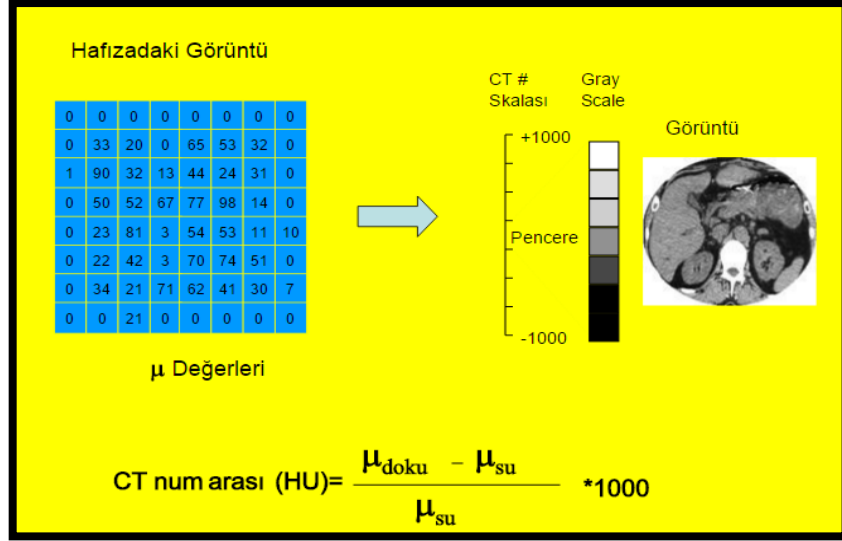 Hafızadaki Görüntü
0 0 0 0 0 0 0 0
0 33 20 0 65 53 32 0
1 90 32 13 44 24 31 0
0 50 52 67 77 98 14 0
0 23 81 3 54 53 11 10
0 22 42 3 70 74 51 0
0 34 21 71 62 41 30 7
0 0 21 0 0 0 0 0
μ Değerleri
CT # Skalası
Gray Scale
+1000
Pencere
-1000
Görüntü
CT num arası (HU)= μdoku - μsu / μsu *1000